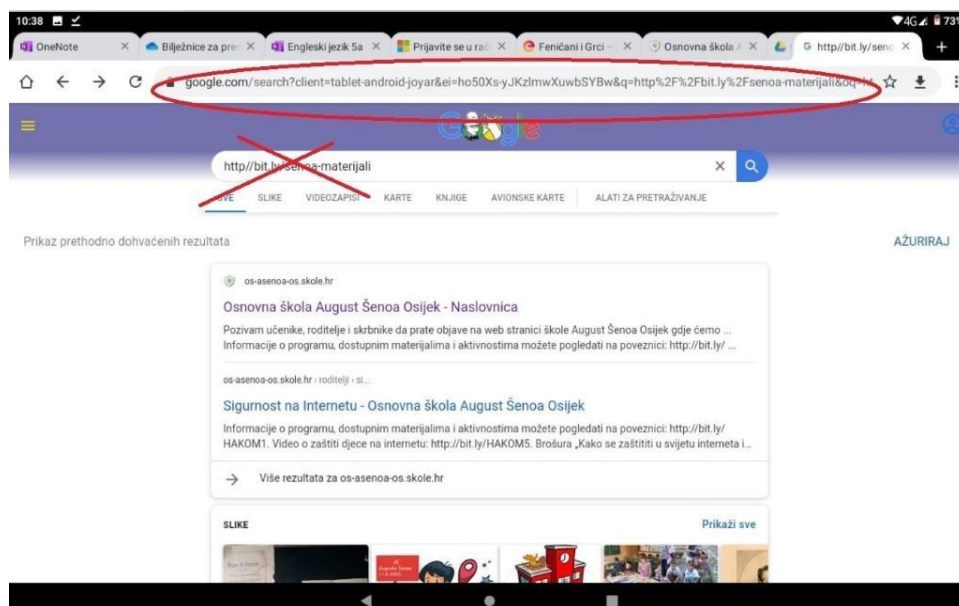 10:38 4G 73%
OneNote Bilježnice za pre Engleski jezik 5a Prijavite se u rač Feničani i Grci – Osnovna škola http//bit.ly/seno
google.com/search?client=tablet-android-joyar&ei=ho50Xs-yJKzlmwXuwbSYBw&q=http%2F%2Fbit.ly%2Fsenoa-materijali&oq=ht
Google
http//bit.ly/senoa-materijali
SVE SLIKE VIDEOZAPISI KARTE KNJIGE AVIONSKE KARTE ALATI ZA PRETRAŽIVANJE
Prikaz prethodno dohvaćenih rezultata AŽURIRAJ
os-asenoa-os.skole.hr
Osnovna škola August Šenoa Osijek - Naslovnica
Pozivam učenike, roditelje i skrbnike da prate objave na web stranici škole August Šenoa Osijek gdje ćemo ...
Informacije o programu, dostupnim materijalima i aktivnostima možete pogledati na poveznici: http://bit.ly/ ...
os-asenoa-os.skole.hr › roditelji › si...
Sigurnost na Internetu - Osnovna škola August Šenoa Osijek
Informacije o programu, dostupnim materijalima i aktivnostima možete pogledati na poveznici: http://bit.ly/
HAKOM1. Video o zaštiti djece na internetu: http://bit.ly/HAKOM5. Brošura „Kako se zaštititi u svijetu interneta i...
Više rezultata za os-asenoa-os.skole.hr
SLIKE Prikaži sve